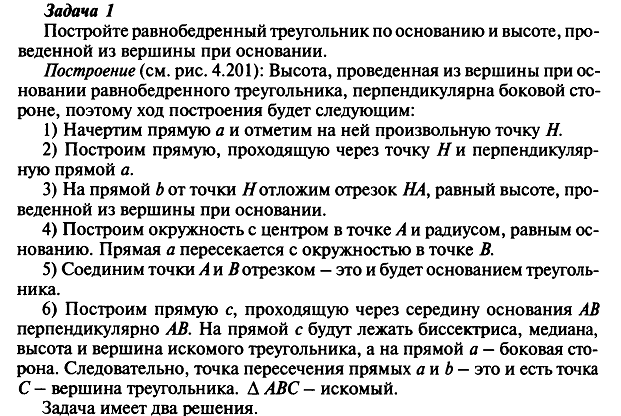 Задача 1
Постройте равнобедренный треугольник по основанию и высоте, про-
веденной из вершины при основании.
Построение (см. рис. 4.201): Высота, проведенная из вершины при ос-
новании равнобедренного треугольника, перпендикулярна боковой сто-
роне, поэтому ход построения будет следующим:
1) Начертим прямую a и отметим на ней произвольную точку H.
2) Построим прямую, проходящую через точку H и перпендикуляр-
ную прямой a.
3) На прямой b от точки H отложим отрезок HA, равный высоте, про-
веденной из вершины при основании.
4) Построим окружность с центром в точке A и радиусом, равным ос-
нованию. Прямая a пересекается с окружностью в точке B.
5) Соединим точки A и B отрезком – это и будет основанием треуголь-
ника.
6) Построим прямую c, проходящую через середину основания AB
перпендикулярно AB. На прямой c будут лежать биссектриса, медиана,
высота и вершина искомого треугольника, а на прямой a – боковая сто-
рона. Следовательно, точка пересечения прямых a и b – это и есть точка
C – вершина треугольника. Δ ABC – искомый.
Задача имеет два решения.